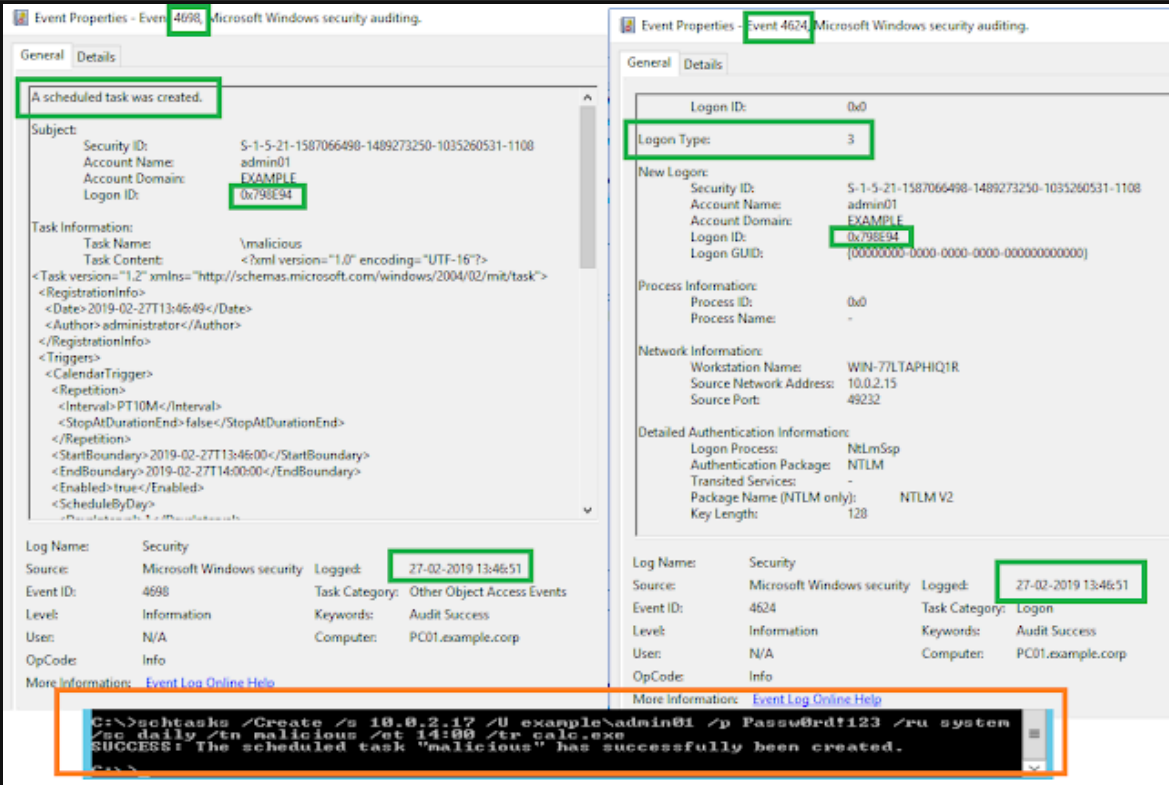 Event Properties - Event 4698, Microsoft Windows security auditing.
General Details
A scheduled task was created.
Subject:
Security ID: S-1-5-21-1587066498-1489273250-1035260531-1108
Account Name: admin01
Account Domain: EXAMPLE
Logon ID: 0x798E94
Task Information:
Task Name: \malicious
Task Content: <?xml version="1.0" encoding="UTF-16"?>
<Task version="1.2" xmlns="http://schemas.microsoft.com/windows/2004/02/mit/task">
<RegistrationInfo>
<Date>2019-02-27T13:46:49</Date>
<Author>administrator</Author>
</RegistrationInfo>
<Triggers>
<CalendarTrigger>
<Repetition>
<Interval>PT10M</Interval>
<StopAtDurationEnd>false</StopAtDurationEnd>
</Repetition>
<StartBoundary>2019-02-27T13:46:00</StartBoundary>
<EndBoundary>2019-02-27T14:00:00</EndBoundary>
<Enabled>true</Enabled>
<ScheduleByDay>
Log Name: Security
Source: Microsoft Windows security Logged: 27-02-2019 13:46:51
Event ID: 4698 Task Category: Other Object Access Events
Level: Information Keywords: Audit Success
User: N/A Computer: PC01.example.corp
OpCode: Info
More Information: Event Log Online Help
Event Properties - Event 4624, Microsoft Windows security auditing.
General Details
Logon ID: 0x0
Logon Type: 3
New Logon:
Security ID: S-1-5-21-1587066498-1489273250-1035260531-1108
Account Name: admin01
Account Domain: EXAMPLE
Logon ID: 0x798E94
Logon GUID: {00000000-0000-0000-0000-000000000000}
Process Information:
Process ID: 0x0
Process Name: -
Network Information:
Workstation Name: WIN-77LTAPHIQ1R
Source Network Address: 10.0.2.15
Source Port: 49232
Detailed Authentication Information:
Logon Process: NtLmSsp
Authentication Package: NTLM
Transited Services: -
Package Name (NTLM only): NTLM V2
Key Length: 128
Log Name: Security
Source: Microsoft Windows security Logged: 27-02-2019 13:46:51
Event ID: 4624 Task Category: Logon
Level: Information Keywords: Audit Success
User: N/A Computer: PC01.example.corp
OpCode: Info
More Information: Event Log Online Help
C:\>schtasks /Create /s 10.0.2.17 /U example\admin01 /p Passw0rd!123 /ru system
/sc daily /tn malicious /et 14:00 /tr calc.exe
SUCCESS: The scheduled task "malicious" has successfully been created.